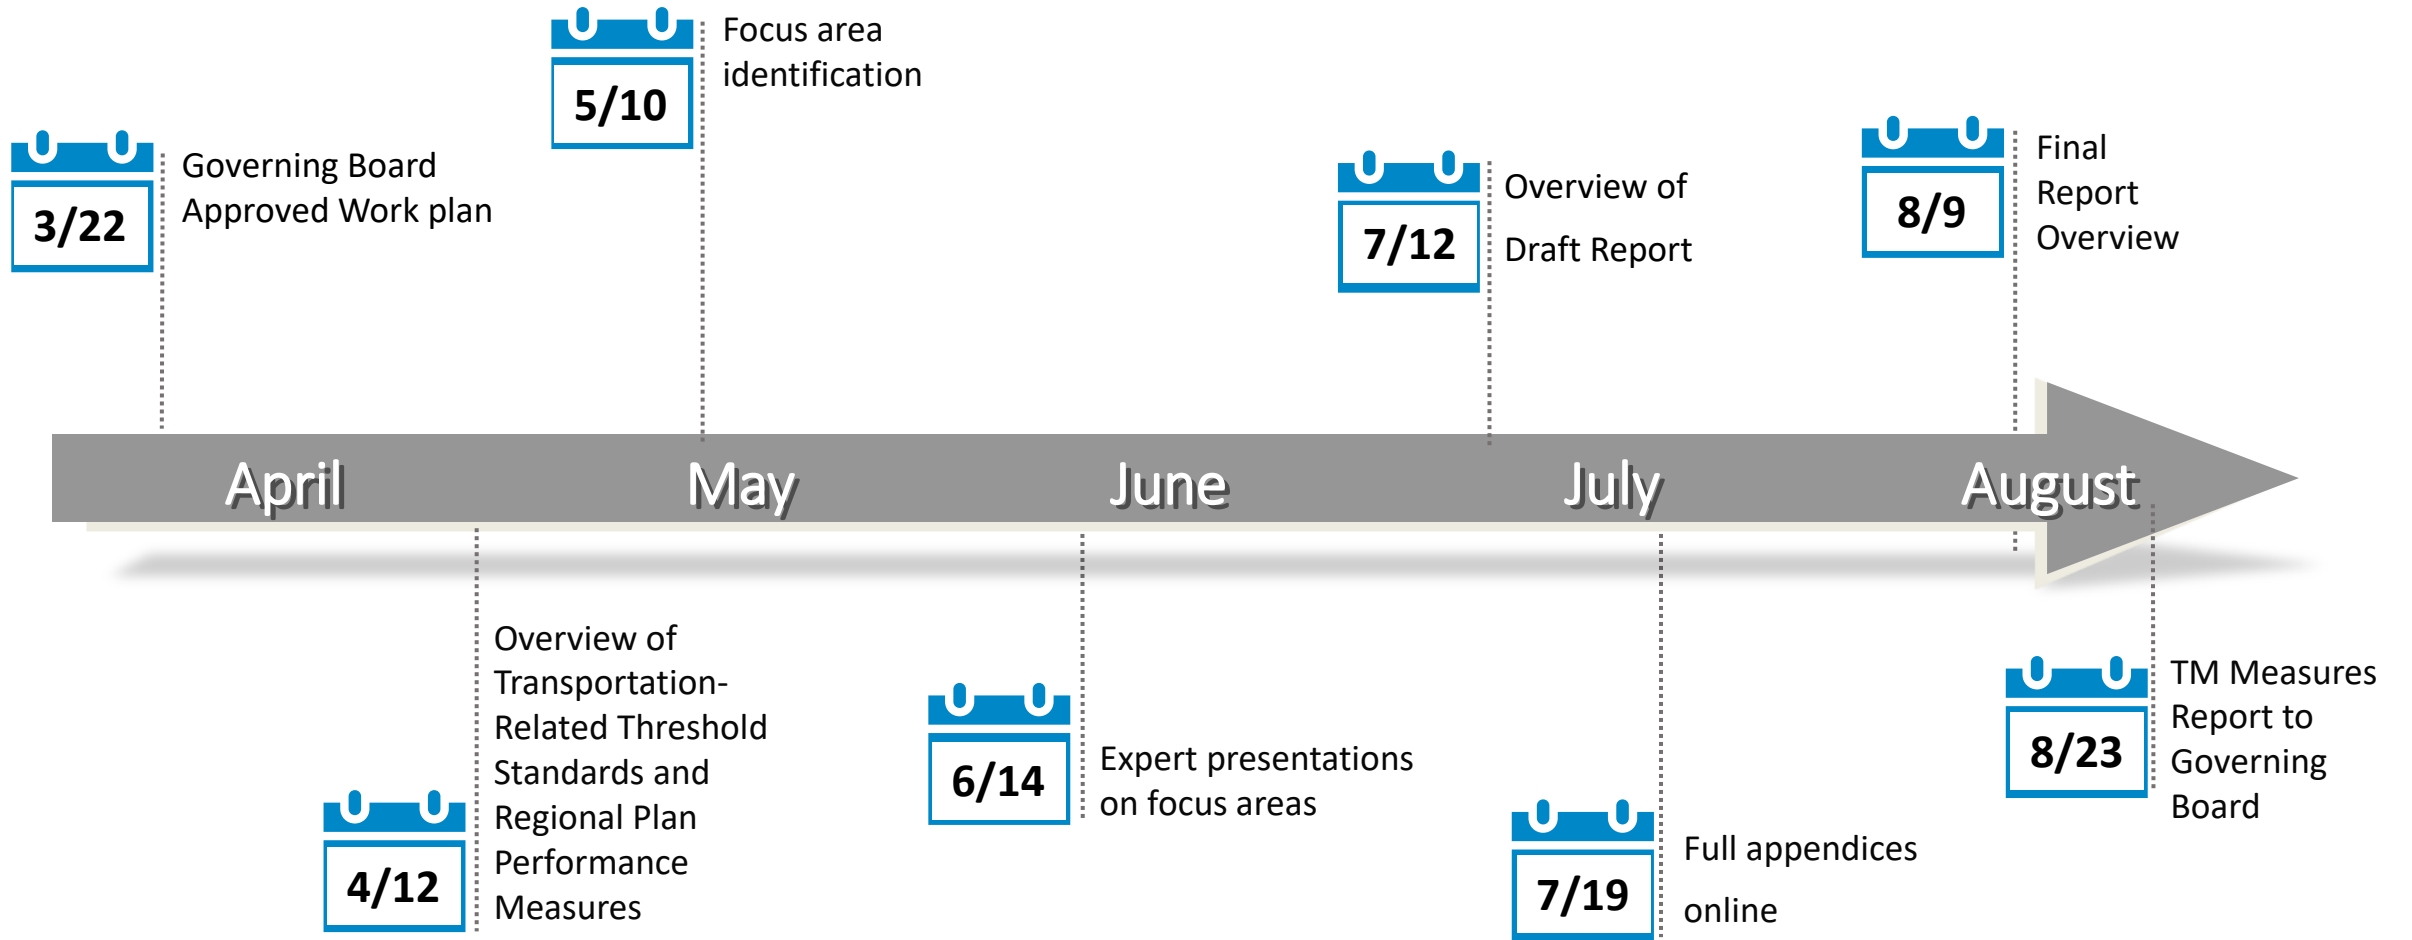 5/10
Focus area
identification
3/22
Governing Board
Approved Work plan
7/12
Overview of
Draft Report
8/9
Final
Report
Overview
April
May
June
July
August
4/12
Overview of
Transportation-
Related Threshold
Standards and
Regional Plan
Performance
Measures
6/14
Expert presentations
on focus areas
7/19
Full appendices
online
8/23
TM Measures
Report to
Governing
Board